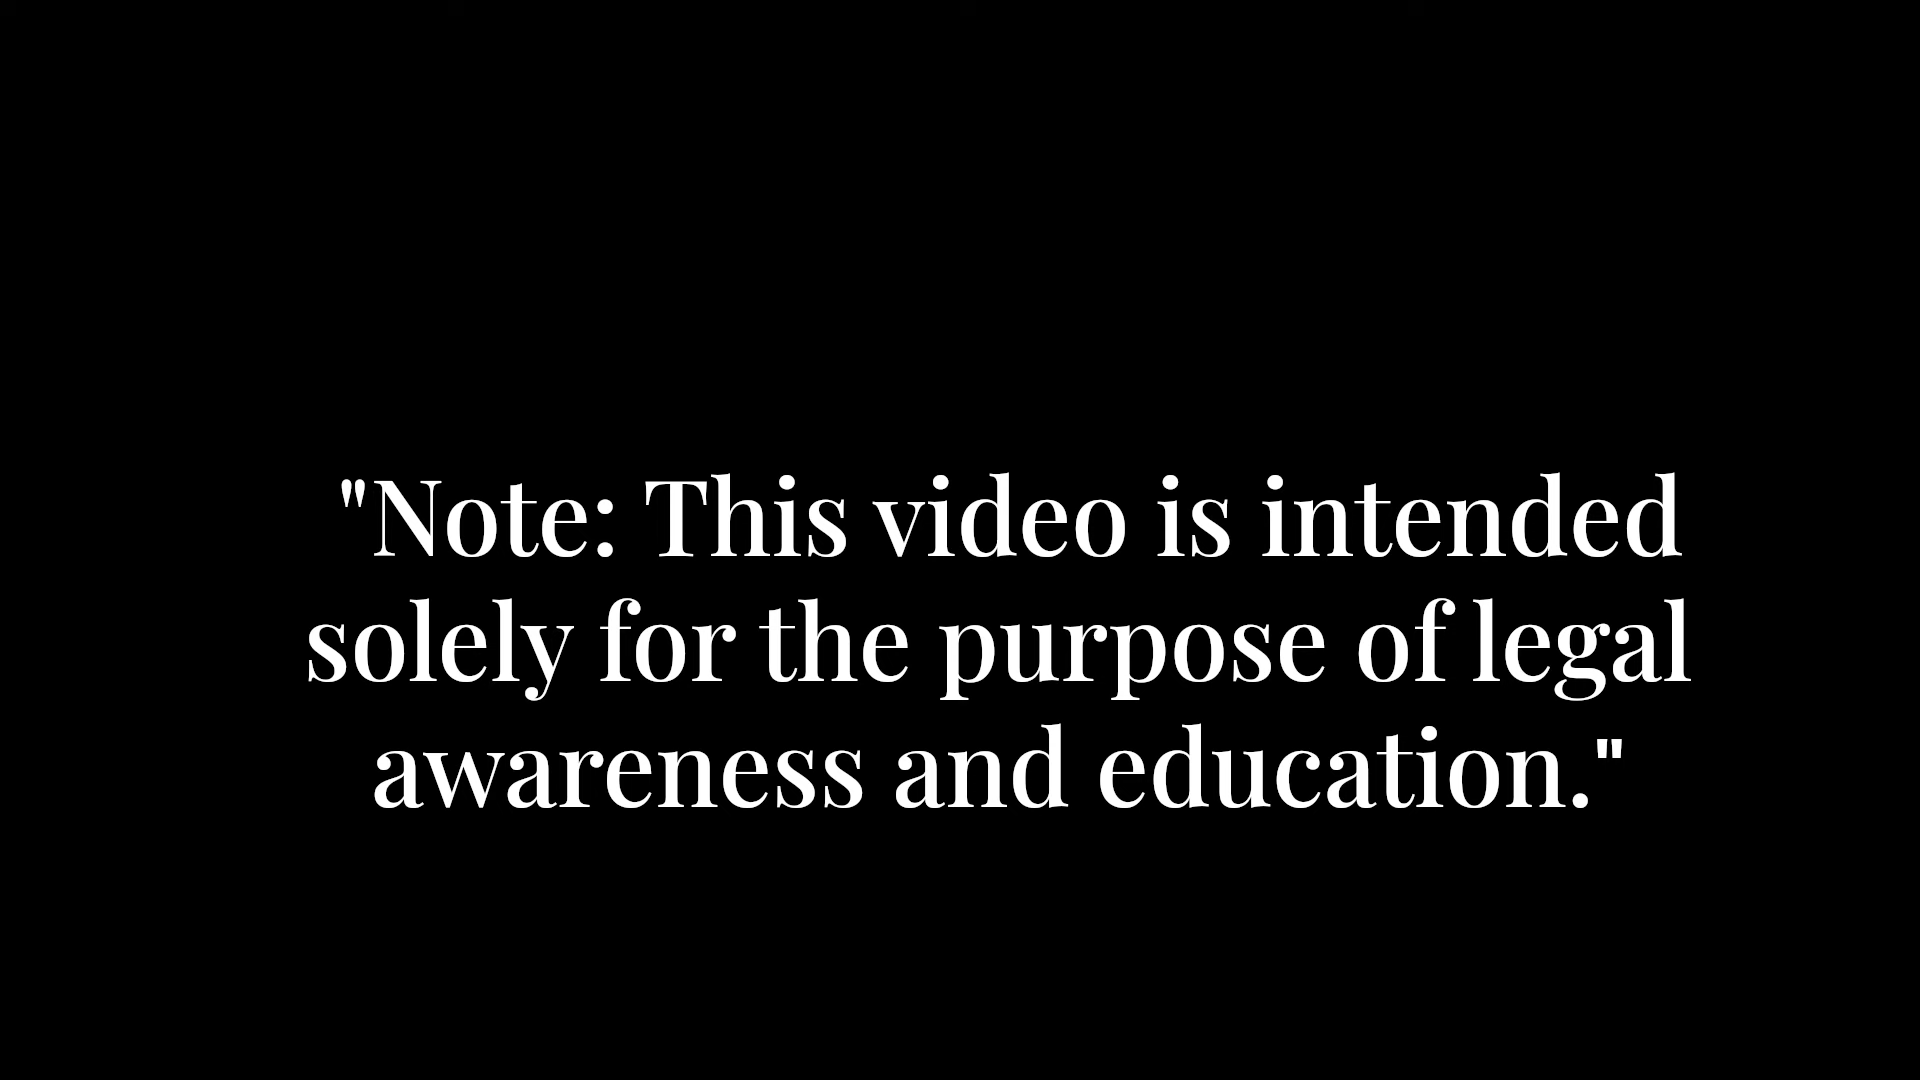 "Note: This video is intended
solely for the purpose of legal
awareness and education."